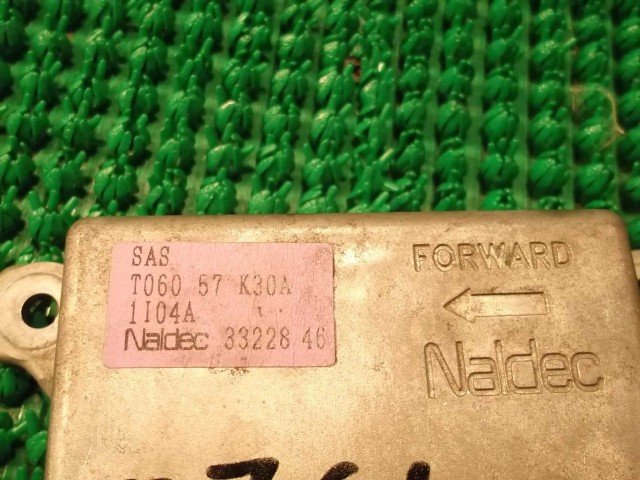 SAS
T060 57 K30A
1I04A
Naldec 33228 46
FORWARD
Naldec